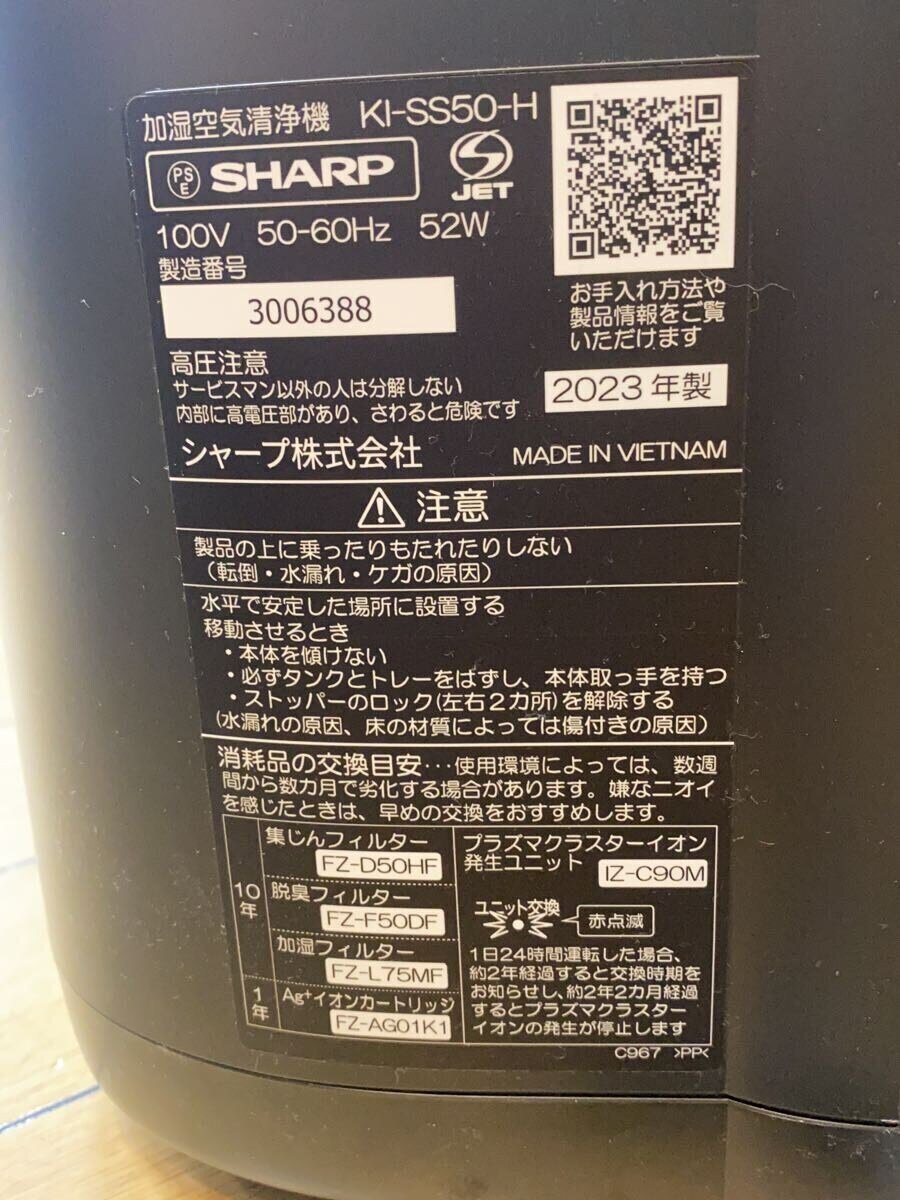 加湿空気清浄機 KI-SS50-H
PSE SHARP
JET
100V 50-60Hz 52W
製造番号
3006388
お手入れ方法や
製品情報をご覧
いただけます
高圧注意
サービスマン以外の人は分解しない
内部に高電圧部があり、さわると危険です
2023年製
シャープ株式会社
MADE IN VIETNAM
注意
製品の上に乗ったりもたれたりしない
(転倒・水漏れ・ケガの原因)
水平で安定した場所に設置する
移動させるとき
・本体を傾けない
・必ずタンクとトレーをはずし、本体取っ手を持つ
・ストッパーのロック(左右2カ所)を解除する
(水漏れの原因、床の材質によっては傷付きの原因)
消耗品の交換目安・・・使用環境によっては、数週
間から数カ月で劣化する場合があります。嫌なニオイ
を感じたときは、早めの交換をおすすめします。
10年
集じんフィルター
FZ-D50HF
脱臭フィルター
FZ-F50DF
加湿フィルター
FZ-L75MF
1年
Ag+イオンカートリッジ
FZ-AG01K1
プラズマクラスターイオン
発生ユニット IZ-C90M
ユニット交換
赤点滅
1日24時間運転した場合、
約2年経過すると交換時期を
お知らせし、約2年2カ月経過
するとプラズマクラスター
イオンの発生が停止します
C967 >PP<